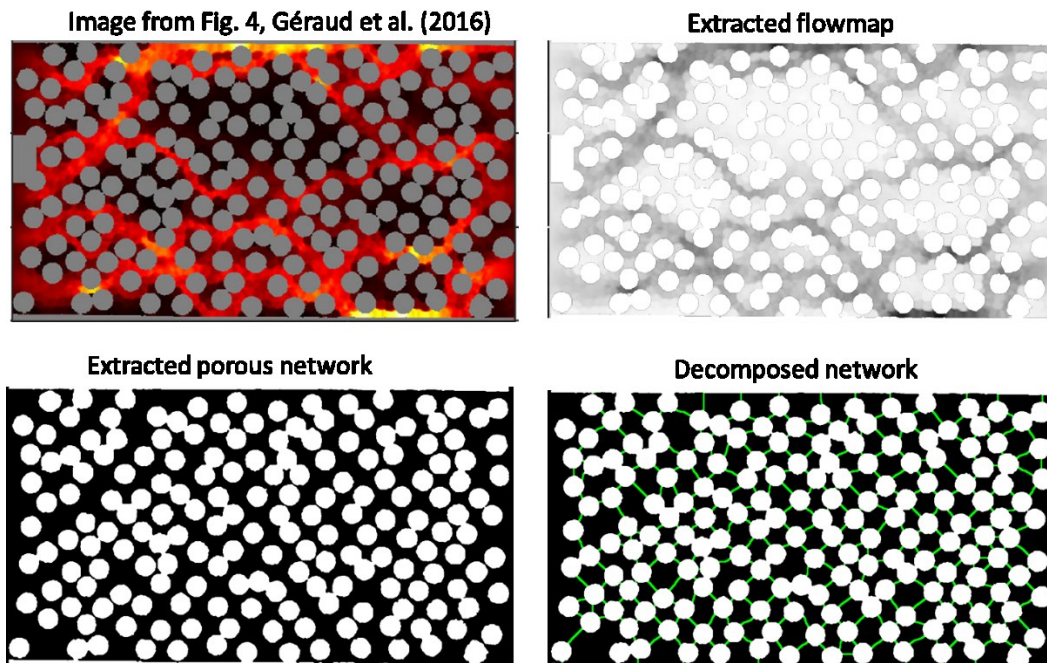 Image from Fig. 4, Géraud et al. (2016)
Extracted flowmap
Extracted porous network
Decomposed network